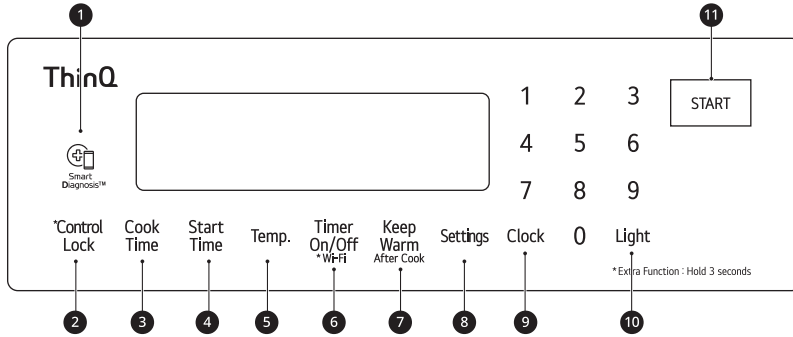 1
11
ThinQ
1 2 3
START
4 5 6
Smart
Diagnosis™
7 8 9
*Control
Lock
Cook
Time
Start
Time
Temp.
Timer
On/Off
*Wi-Fi
Keep
Warm
After Cook
Settings
Clock
0
Light
*Extra Function : Hold 3 seconds
2 3 4 5 6 7 8 9 10